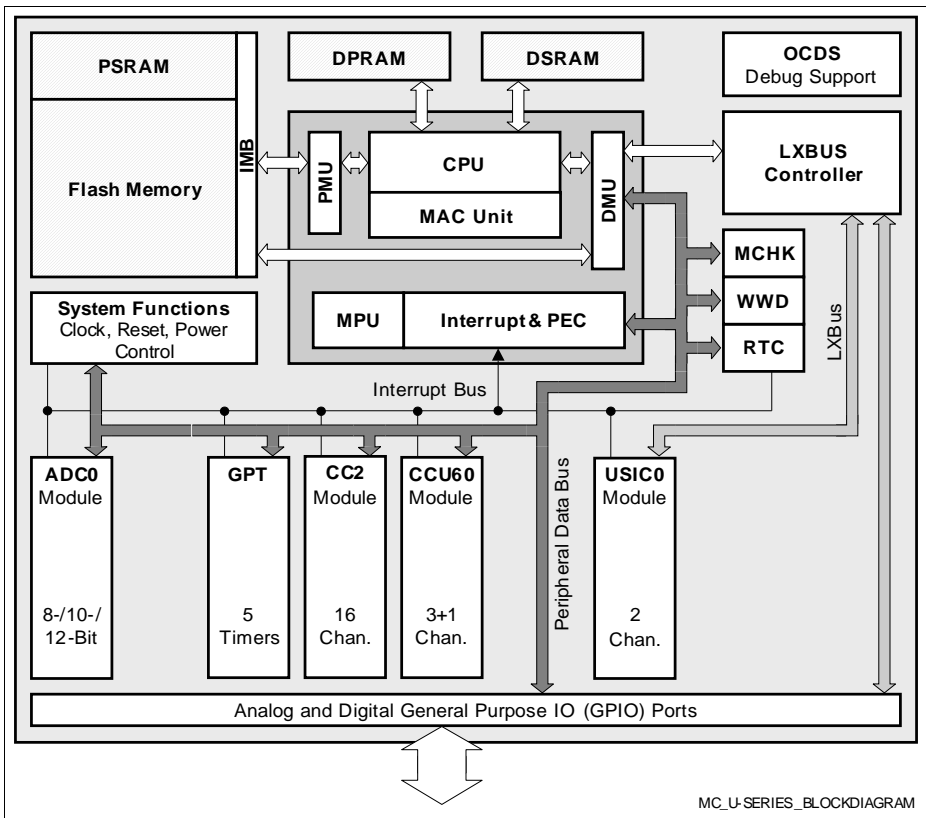 PSRAM
Flash Memory
IMB
DPRAM
DSRAM
OCDS
Debug Support
PMU
CPU
MAC Unit
DMU
LXBUS
Controller
MCHK
WWD
RTC
LXBus
System Functions
Clock, Reset, Power
Control
MPU
Interrupt & PEC
Interrupt Bus
ADC0
Module
8-/10-/
12-Bit
GPT
5
Timers
CC2
Module
16
Chan.
CCU60
Module
3+1
Chan.
Peripheral Data Bus
USIC0
Module
2
Chan.
Analog and Digital General Purpose IO (GPIO) Ports
MC_U-SERIES_BLOCKDIAGRAM